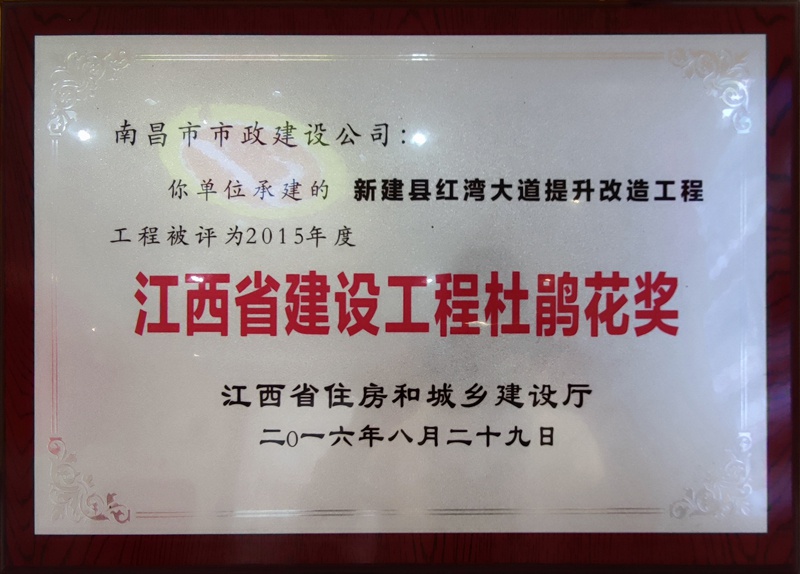 南昌市市政建设公司：
你单位承建的 新建县红湾大道提升改造工程
工程被评为2015年度
江西省建设工程杜鹃花奖
江西省住房和城乡建设厅
二〇一六年八月二十九日